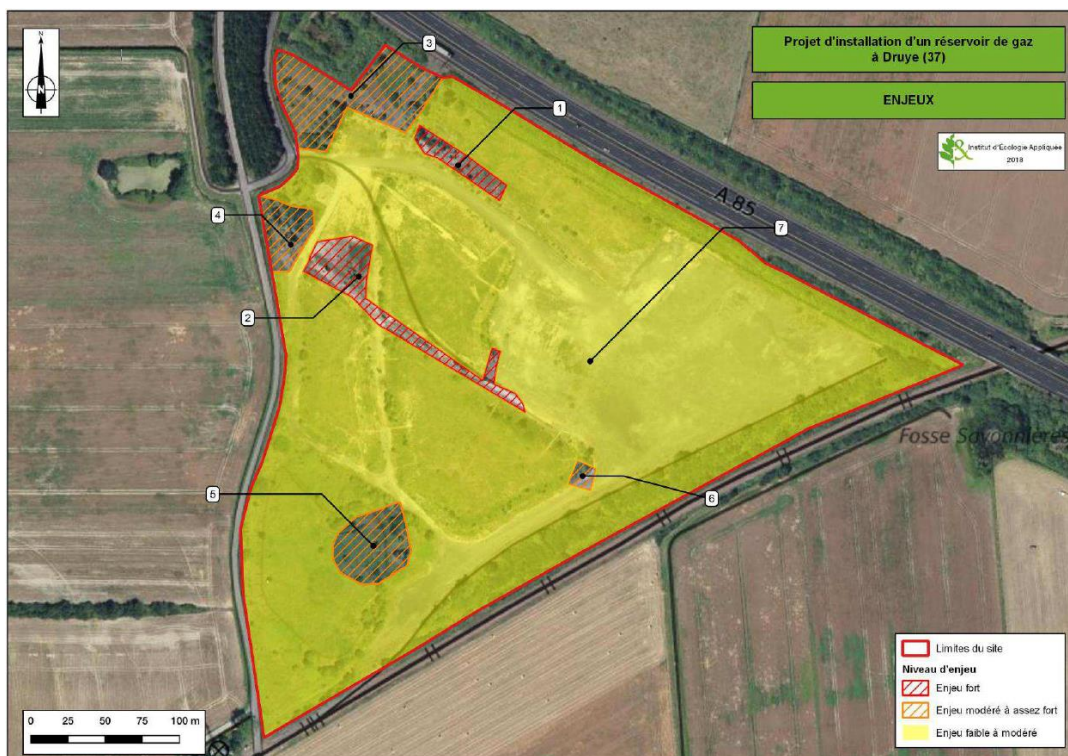 N
Projet d'installation d'un réservoir de gaz
à Druye (37)
ENJEUX
Institut d'Écologie Appliquée
2018
3
1
A 85
7
4
2
Fosse Savonnières
5
6
0 25 50 75 100 m
Limites du site
Niveau d'enjeu
Enjeu fort
Enjeu modéré à assez fort
Enjeu faible à modéré